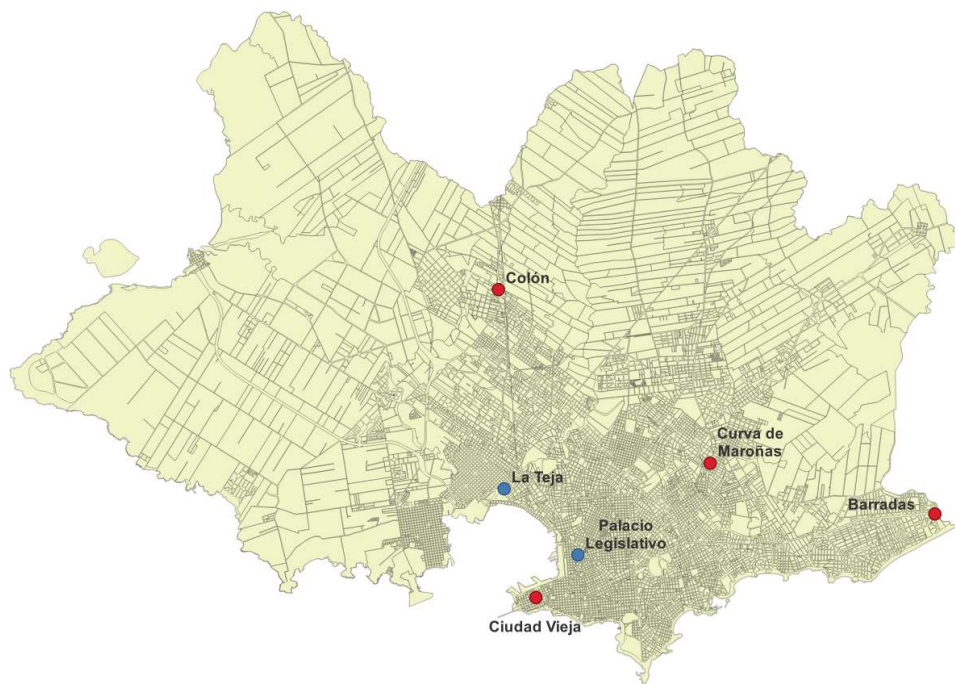 Colón
Curva de
Maroñas
La Teja
Barradas
Palacio
Legislativo
Ciudad Vieja